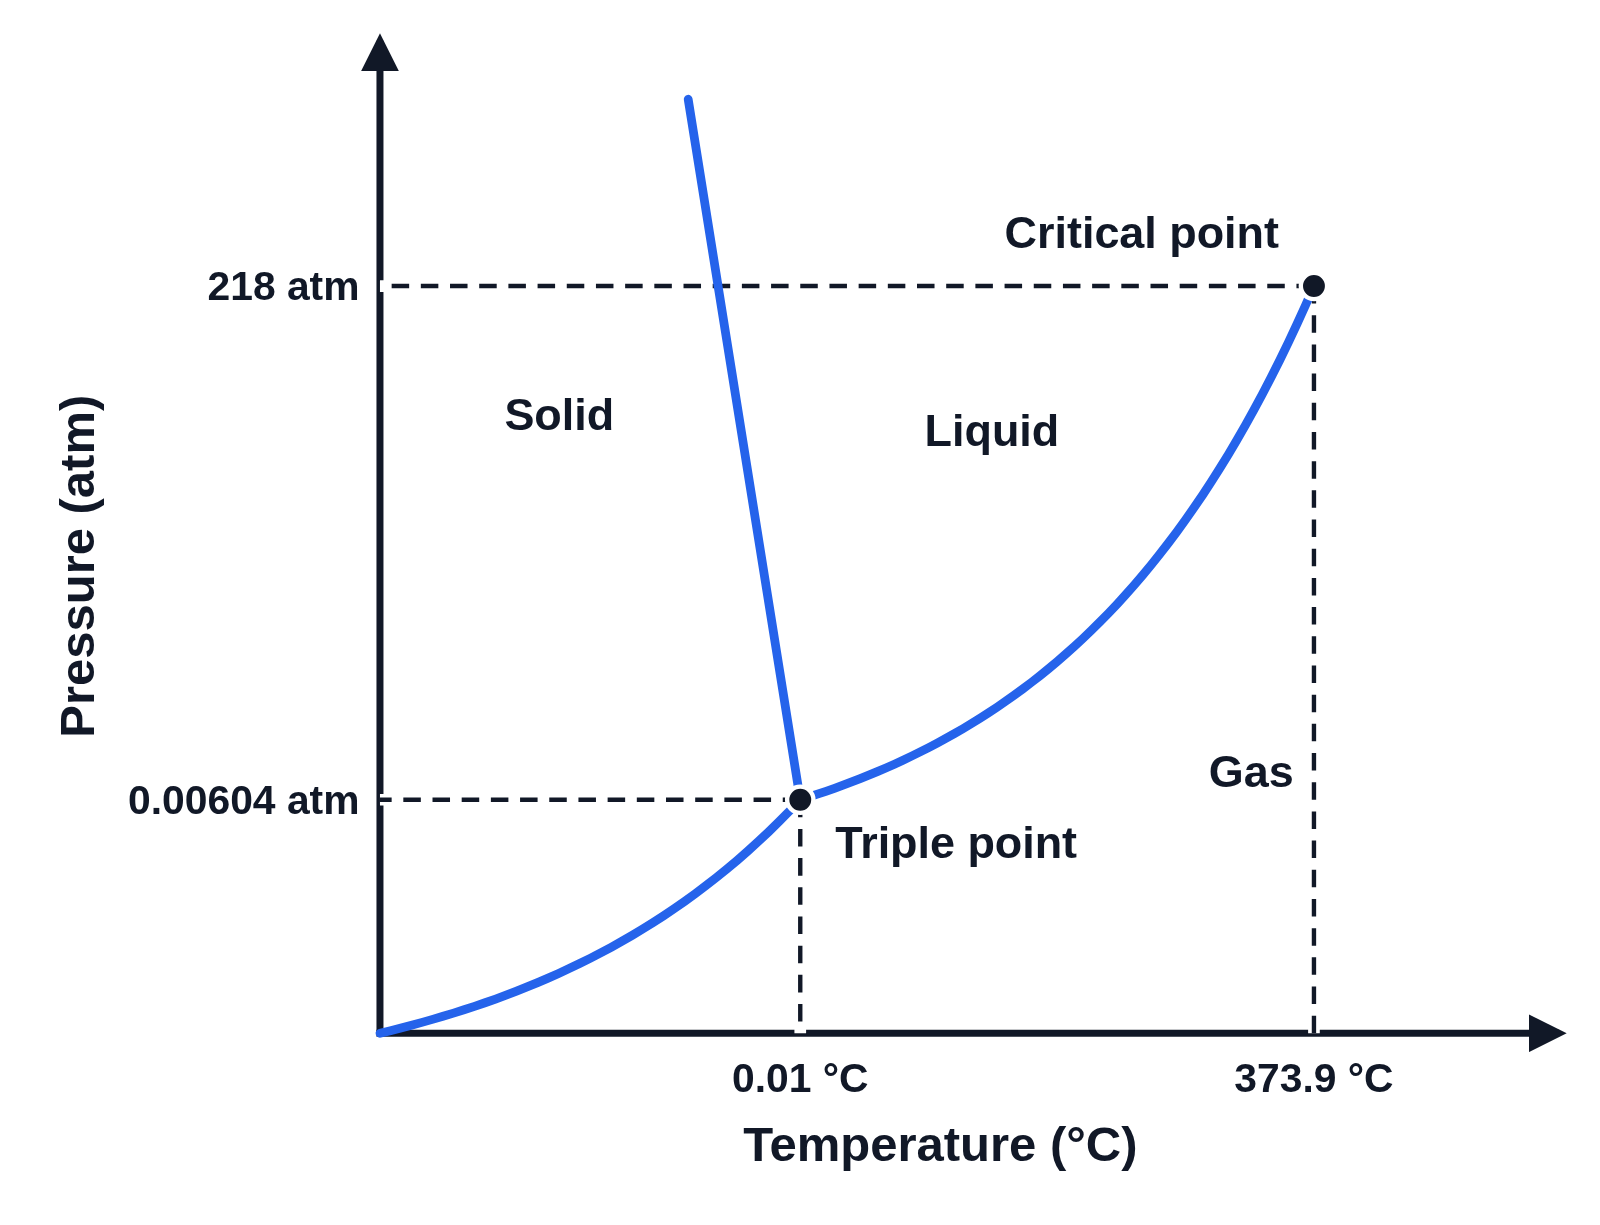 Critical point
218 atm
Solid
Liquid
Pressure (atm)
Gas
0.00604 atm
Triple point
0.01 °C
373.9 °C
Temperature (°C)